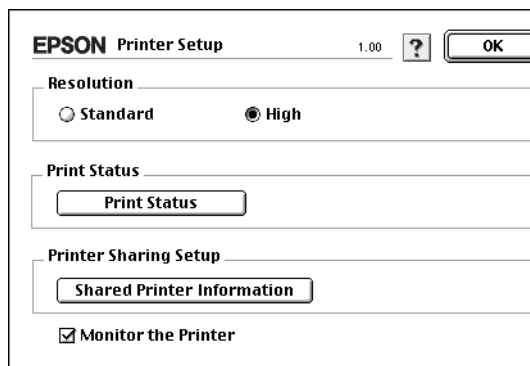 EPSON Printer Setup 1.00 ? OK
Resolution
Standard High
Print Status
Print Status
Printer Sharing Setup
Shared Printer Information
Monitor the Printer